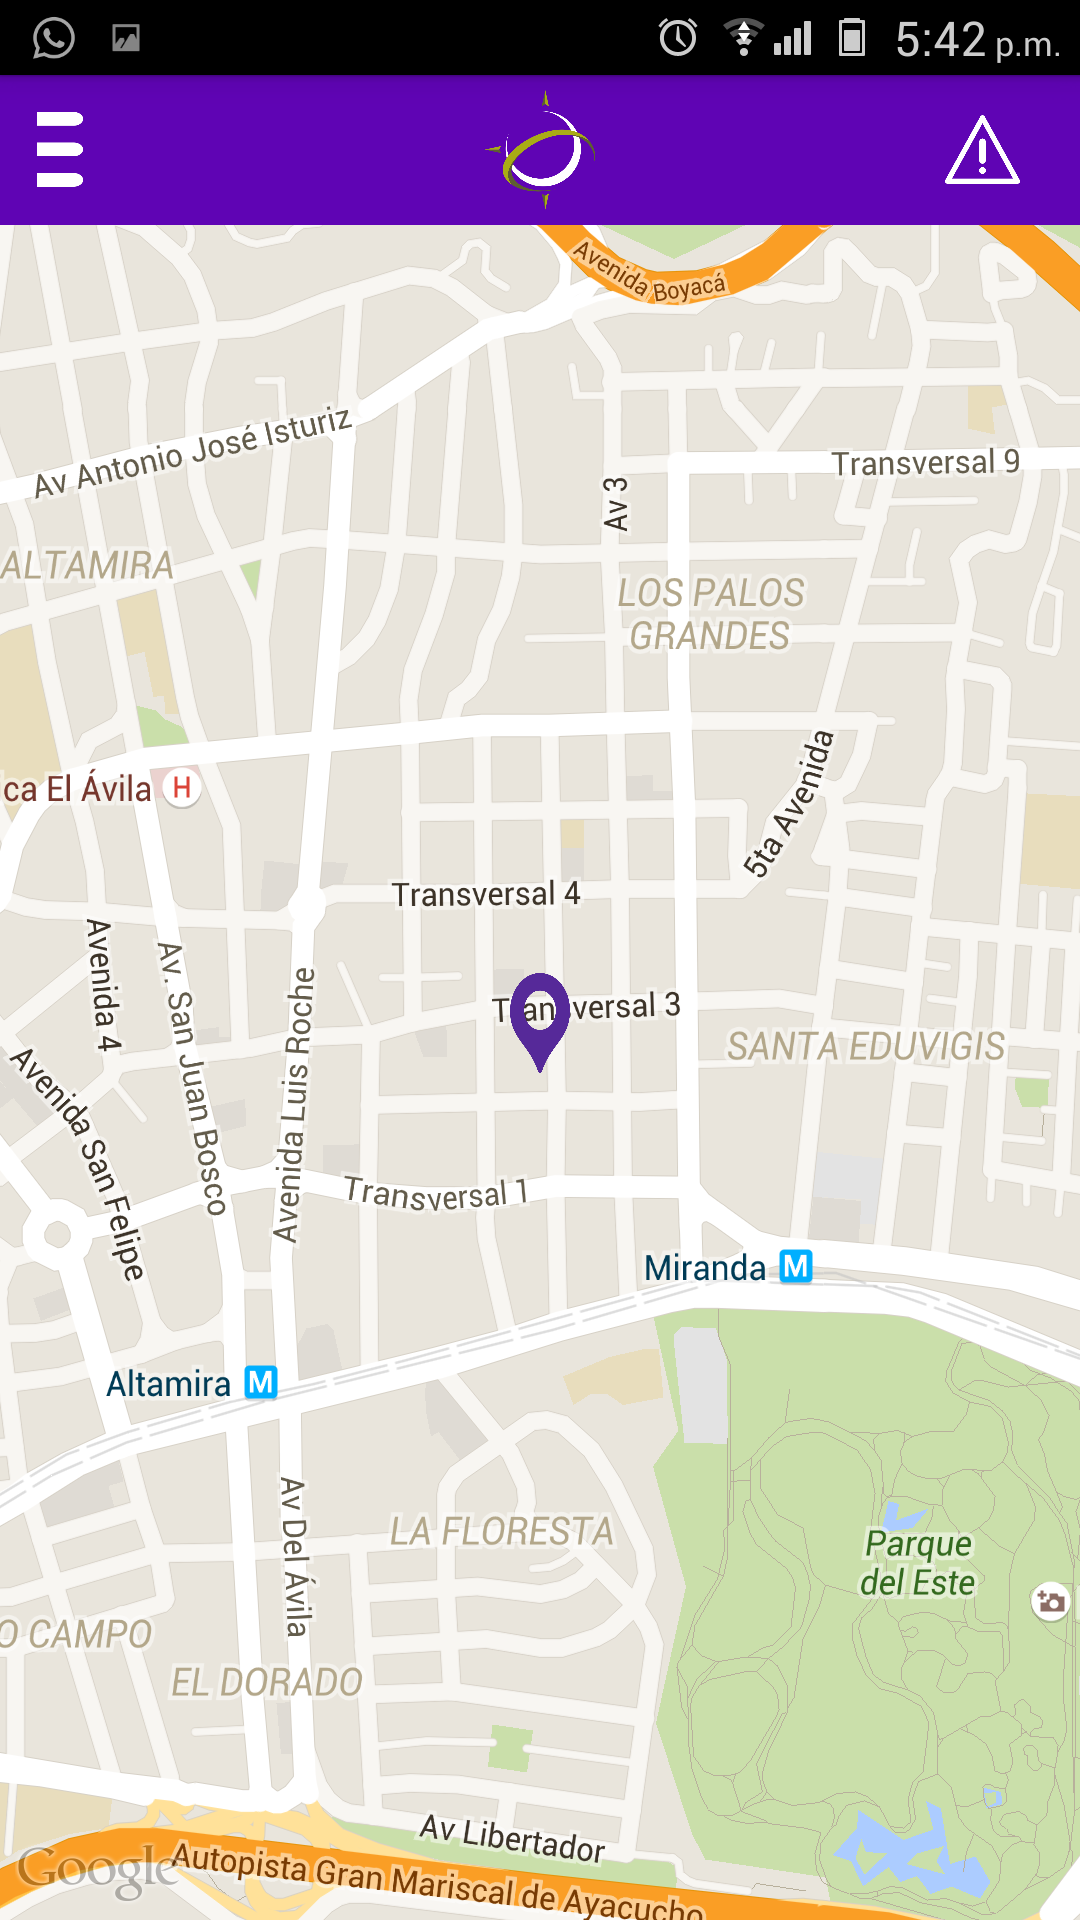 5:42 p.m.
Avenida Boyacá
Av Antonio José Isturiz
Transversal 9
Av 3
ALTAMIRA
LOS PALOS
GRANDES
5ta Avenida
ca El Ávila H
Transversal 4
Avenida 4
Av. San Juan Bosco
Avenida Luis Roche
Transversal 3
SANTA EDUVIGIS
Avenida San Felipe
Transversal 1
Miranda M
Altamira M
Av Del Ávila
LA FLORESTA
Parque
del Este
O CAMPO
EL DORADO
Av Libertador
Google
Autopista Gran Mariscal de Ayacucho